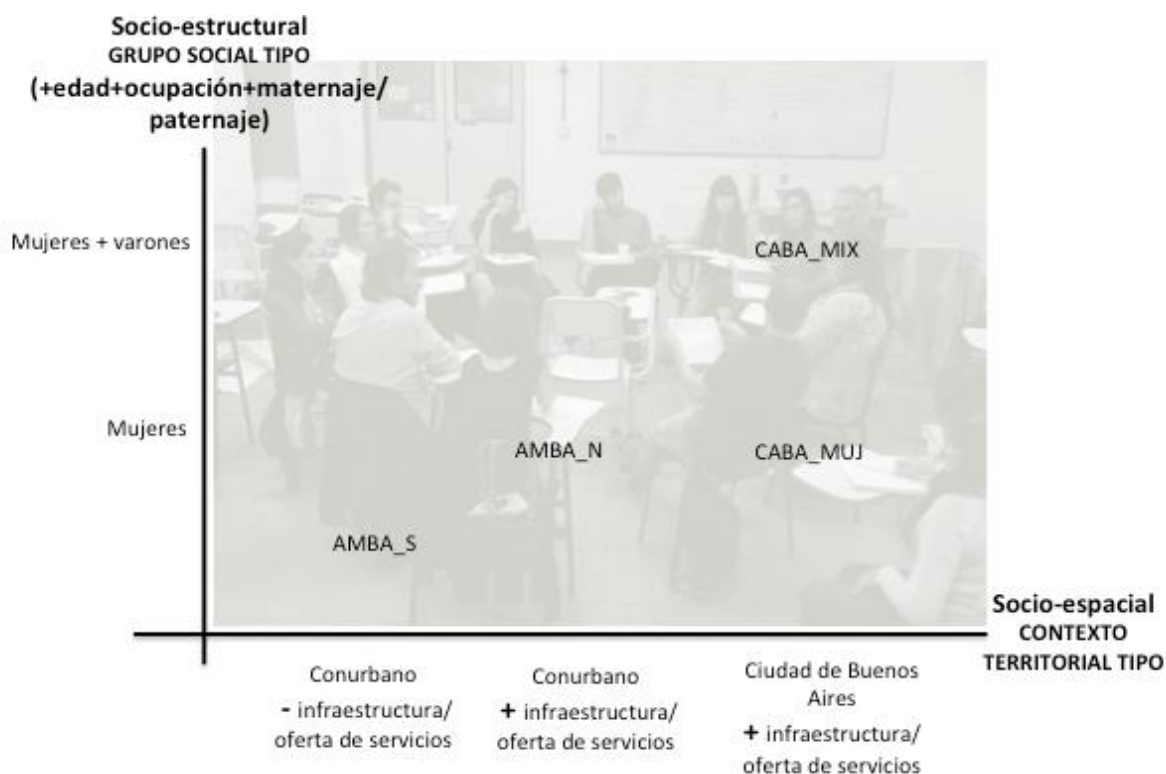 Socio-estructural
GRUPO SOCIAL TIPO
(+edad+ocupación+maternaje/
paternaje)
Mujeres + varones
CABA_MIX
Mujeres
AMBA_N
CABA_MUJ
AMBA_S
Socio-espacial
CONTEXTO
TERRITORIAL TIPO
Conurbano
- infraestructura/
oferta de servicios
Conurbano
+ infraestructura/
oferta de servicios
Ciudad de Buenos
Aires
+ infraestructura/
oferta de servicios